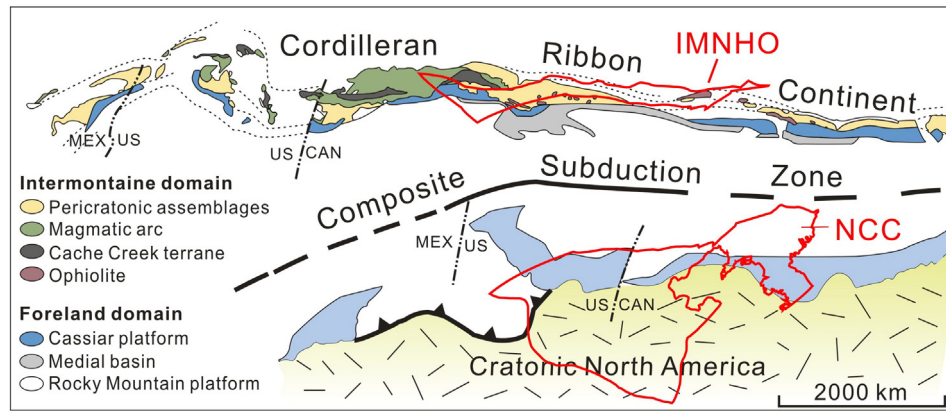 Cordilleran
Ribbon
IMNHO
Continent
MEX US
US CAN
Intermontaine domain
Pericratonic assemblages
Magmatic arc
Cache Creek terrane
Ophiolite
Foreland domain
Cassiar platform
Medial basin
Rocky Mountain platform
Composite
Subduction
Zone
MEX US
NCC
US CAN
Cratonic North America
2000 km